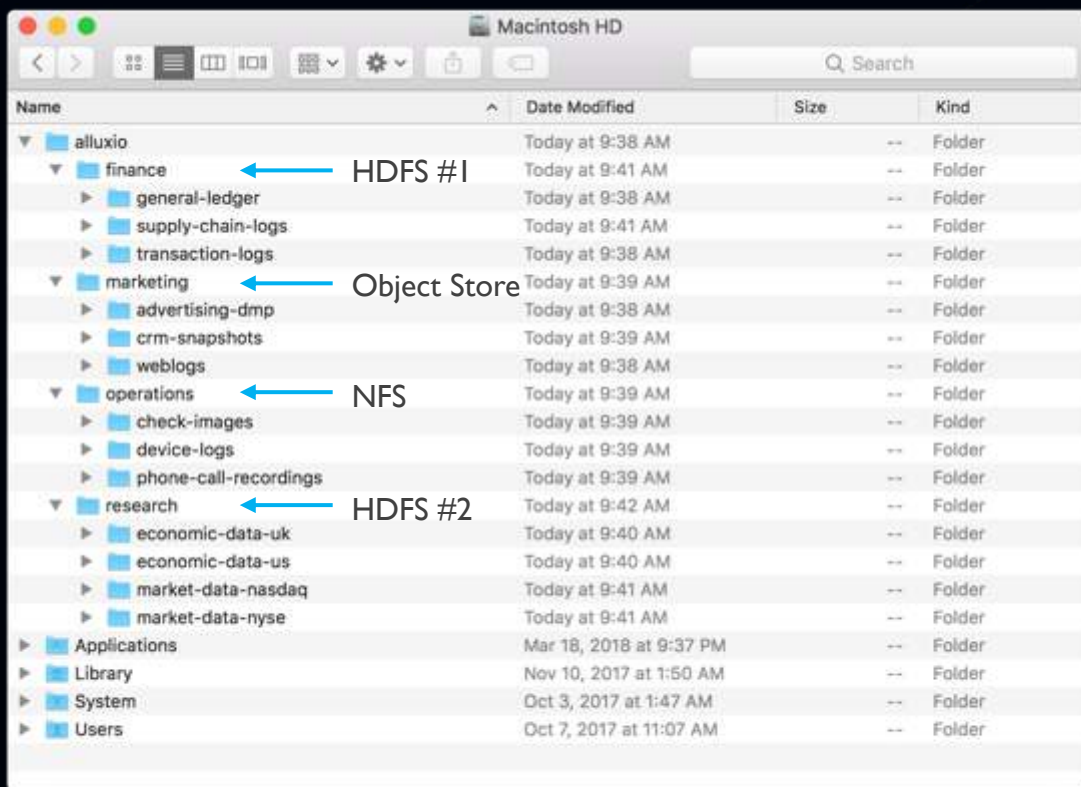 Macintosh HD
Search
Name Date Modified Size Kind
alluxio Today at 9:38 AM -- Folder
finance HDFS #1 Today at 9:41 AM -- Folder
general-ledger Today at 9:38 AM -- Folder
supply-chain-logs Today at 9:41 AM -- Folder
transaction-logs Today at 9:38 AM -- Folder
marketing Object Store Today at 9:39 AM -- Folder
advertising-dmp Today at 9:38 AM -- Folder
crm-snapshots Today at 9:39 AM -- Folder
weblogs Today at 9:38 AM -- Folder
operations NFS Today at 9:39 AM -- Folder
check-images Today at 9:39 AM -- Folder
device-logs Today at 9:39 AM -- Folder
phone-call-recordings Today at 9:39 AM -- Folder
research HDFS #2 Today at 9:42 AM -- Folder
economic-data-uk Today at 9:40 AM -- Folder
economic-data-us Today at 9:40 AM -- Folder
market-data-nasdaq Today at 9:41 AM -- Folder
market-data-nyse Today at 9:41 AM -- Folder
Applications Mar 18, 2018 at 9:37 PM -- Folder
Library Nov 10, 2017 at 1:50 AM -- Folder
System Oct 3, 2017 at 1:47 AM -- Folder
Users Oct 7, 2017 at 11:07 AM -- Folder